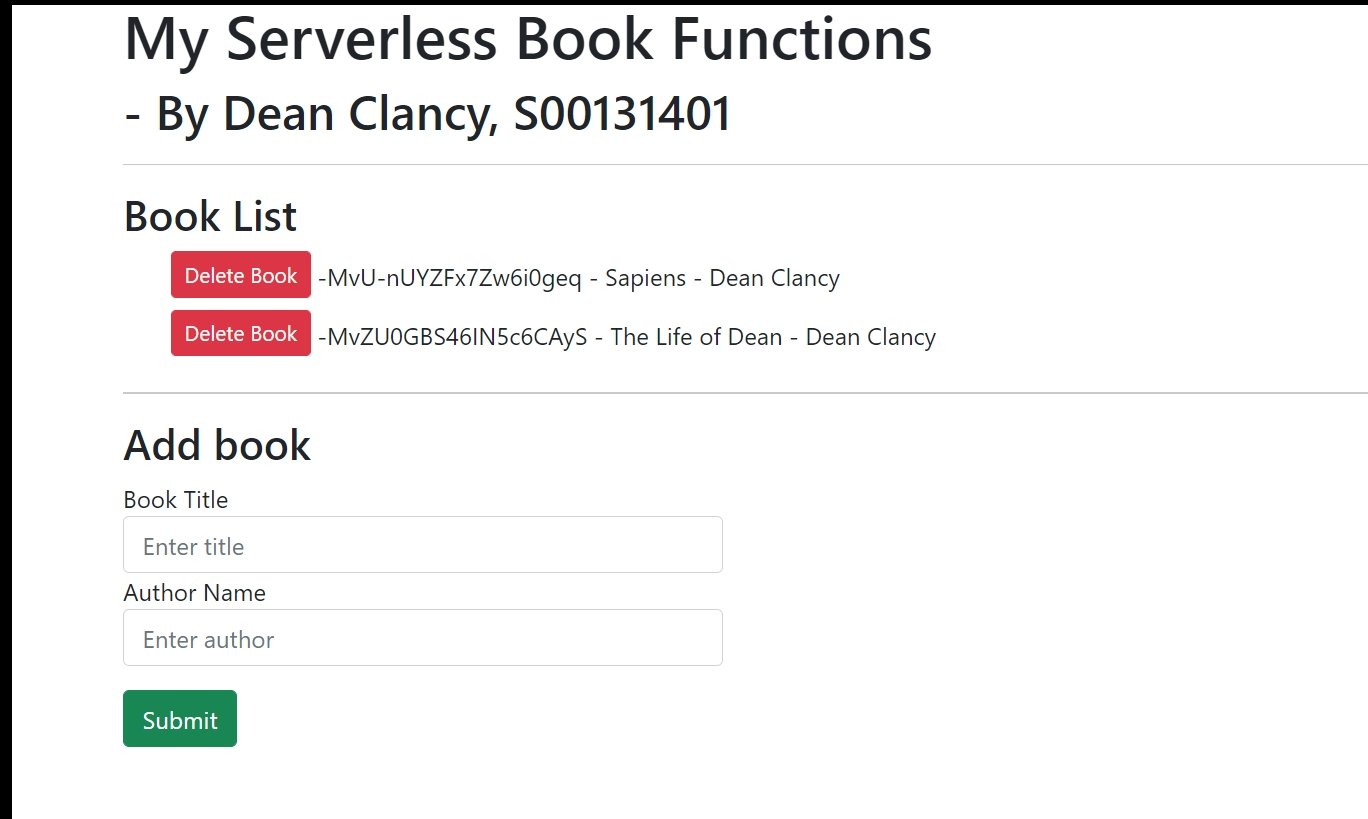 My Serverless Book Functions
- By Dean Clancy, S00131401
Book List
Delete Book -MvU-nUYZFx7Zw6i0geq - Sapiens - Dean Clancy
Delete Book -MvZU0GBS46IN5c6CAyS - The Life of Dean - Dean Clancy
Add book
Book Title
Enter title
Author Name
Enter author
Submit